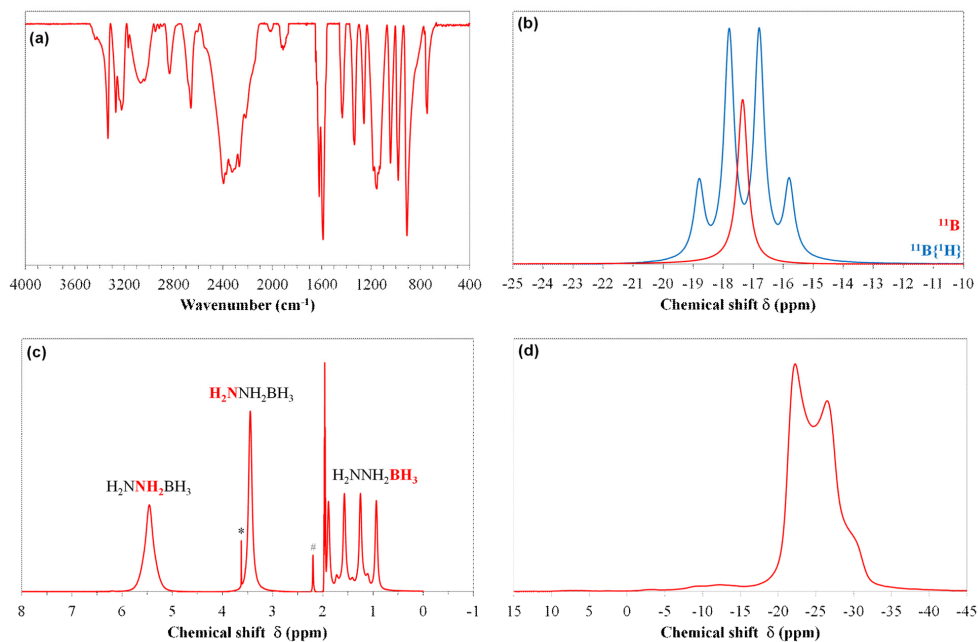 (a)
4000 3600 3200 2800 2400 2000 1600 1200 800 400
Wavenumber (cm⁻¹)
(b)
¹¹B
¹¹B{¹H}
-25 -24 -23 -22 -21 -20 -19 -18 -17 -16 -15 -14 -13 -12 -11 -10
Chemical shift δ (ppm)
(c)
H₂NNH₂BH₃
H₂NNH₂BH₃
H₂NNH₂BH₃
*
#
8 7 6 5 4 3 2 1 0 -1
Chemical shift δ (ppm)
(d)
15 10 5 0 -5 -10 -15 -20 -25 -30 -35 -40 -45
Chemical shift δ (ppm)